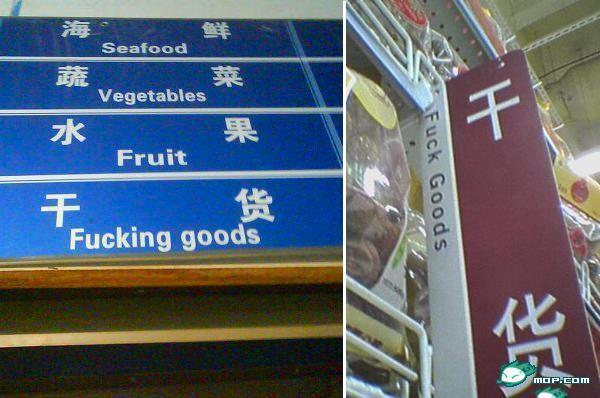 海鲜
Seafood
蔬菜
Vegetables
水果
Fruit
干货
Fucking goods
干货
Fuck Goods
MOP.COM